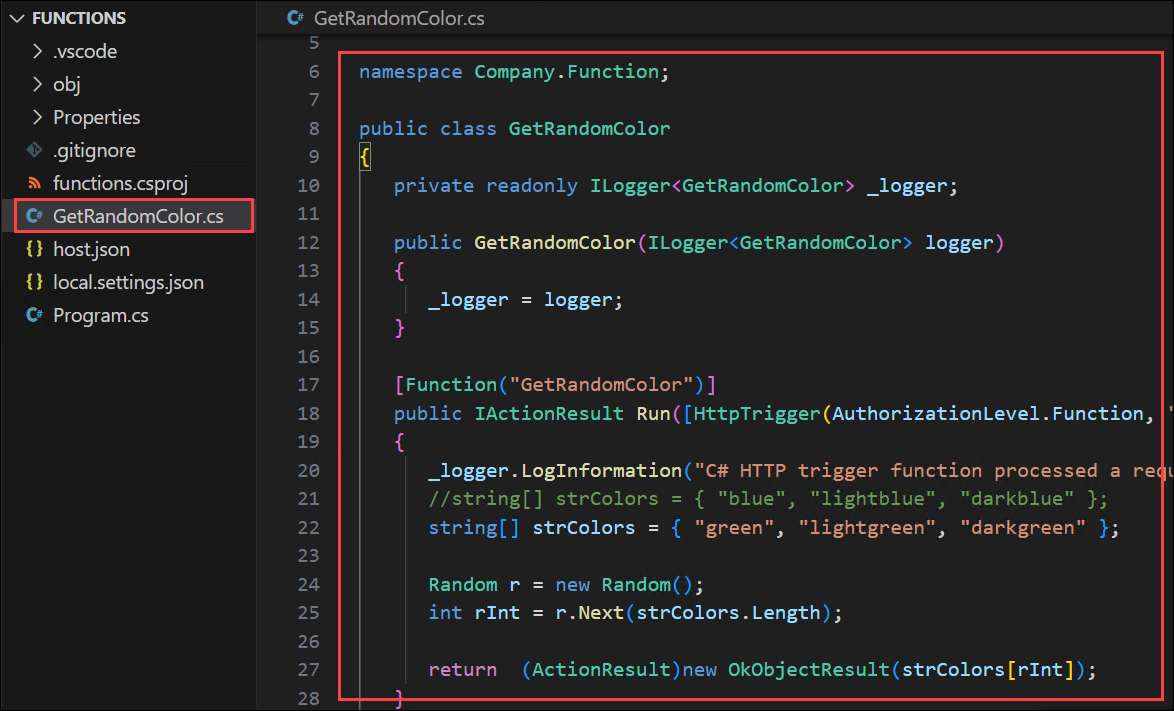 FUNCTIONS
.vscode
obj
Properties
.gitignore
functions.csproj
C# GetRandomColor.cs
{} host.json
{} local.settings.json
C# Program.cs
C# GetRandomColor.cs
5
6 namespace Company.Function;
7
8 public class GetRandomColor
9 {
10 private readonly ILogger<GetRandomColor> _logger;
11
12 public GetRandomColor(ILogger<GetRandomColor> logger)
13 {
14 _logger = logger;
15 }
16
17 [Function("GetRandomColor")]
18 public IActionResult Run([HttpTrigger(AuthorizationLevel.Function, "
19 {
20 _logger.LogInformation("C# HTTP trigger function processed a requ
21 //string[] strColors = { "blue", "lightblue", "darkblue" };
22 string[] strColors = { "green", "lightgreen", "darkgreen" };
23
24 Random r = new Random();
25 int rInt = r.Next(strColors.Length);
26
27 return  (ActionResult)new OkObjectResult(strColors[rInt]);
28 }